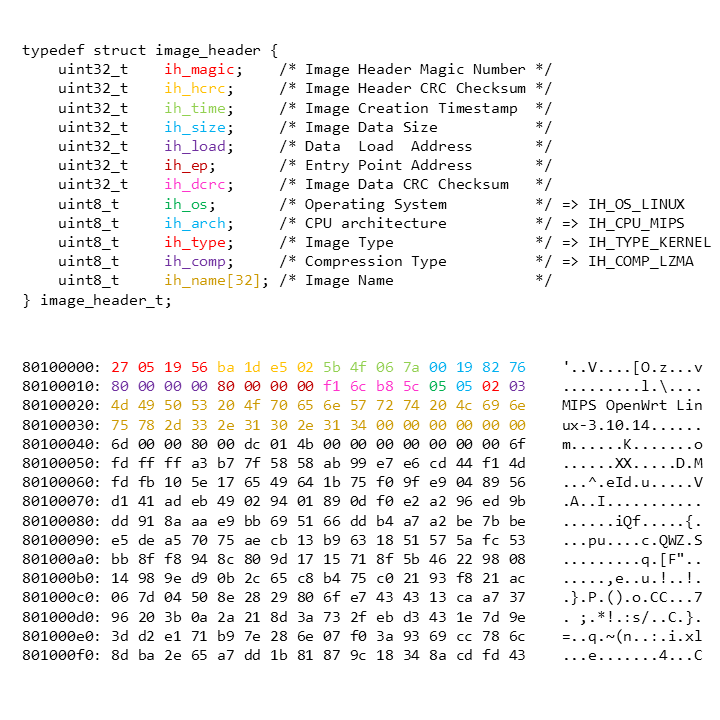 typedef struct image_header {
    uint32_t    ih_magic;    /* Image Header Magic Number */
    uint32_t    ih_hcrc;     /* Image Header CRC Checksum */
    uint32_t    ih_time;     /* Image Creation Timestamp  */
    uint32_t    ih_size;     /* Image Data Size           */
    uint32_t    ih_load;     /* Data  Load  Address       */
    uint32_t    ih_ep;       /* Entry Point Address       */
    uint32_t    ih_dcrc;     /* Image Data CRC Checksum   */
    uint8_t     ih_os;       /* Operating System          */ => IH_OS_LINUX
    uint8_t     ih_arch;     /* CPU architecture          */ => IH_CPU_MIPS
    uint8_t     ih_type;     /* Image Type                */ => IH_TYPE_KERNEL
    uint8_t     ih_comp;     /* Compression Type          */ => IH_COMP_LZMA
    uint8_t     ih_name[32]; /* Image Name                */
} image_header_t;
80100000: 27 05 19 56 ba 1d e5 02 5b 4f 06 7a 00 19 82 76    '..V....[O.z...v
80100010: 80 00 00 00 80 00 00 00 f1 6c b8 5c 05 05 02 03    .........l.\....
80100020: 4d 49 50 53 20 4f 70 65 6e 57 72 74 20 4c 69 6e    MIPS OpenWrt Lin
80100030: 75 78 2d 33 2e 31 30 2e 31 34 00 00 00 00 00 00    ux-3.10.14......
80100040: 6d 00 00 80 00 dc 01 4b 00 00 00 00 00 00 00 6f    m......K.......o
80100050: fd ff ff a3 b7 7f 58 58 ab 99 e7 e6 cd 44 f1 4d    ......XX.....D.M
80100060: fd fb 10 5e 17 65 49 64 1b 75 f0 9f e9 04 89 56    ...^.eId.u.....V
80100070: d1 41 ad eb 49 02 94 01 89 0d f0 e2 a2 96 ed 9b    .A..I...........
80100080: dd 91 8a aa e9 bb 69 51 66 dd b4 a7 a2 be 7b be    ......iQf.....{.
80100090: e5 de a5 70 75 ae cb 13 b9 63 18 51 57 5a fc 53    ...pu....c.QWZ.S
801000a0: bb 8f f8 94 8c 80 9d 17 15 71 8f 5b 46 22 98 08    .........q.[F"..
801000b0: 14 98 9e d9 0b 2c 65 c8 b4 75 c0 21 93 f8 21 ac    .....,e..u.!..!.
801000c0: 06 7d 04 50 8e 28 29 80 6f e7 43 43 13 ca a7 37    .}.P.().o.CC...7
801000d0: 96 20 3b 0a 2a 21 8d 3a 73 2f eb d3 43 1e 7d 9e    . ;.*!.:s/..C.}.
801000e0: 3d d2 e1 71 b9 7e 28 6e 07 f0 3a 93 69 cc 78 6c    =..q.~(n..:.i.xl
801000f0: 8d ba 2e 65 a7 dd 1b 81 87 9c 18 34 8a cd fd 43    ...e.......4...C